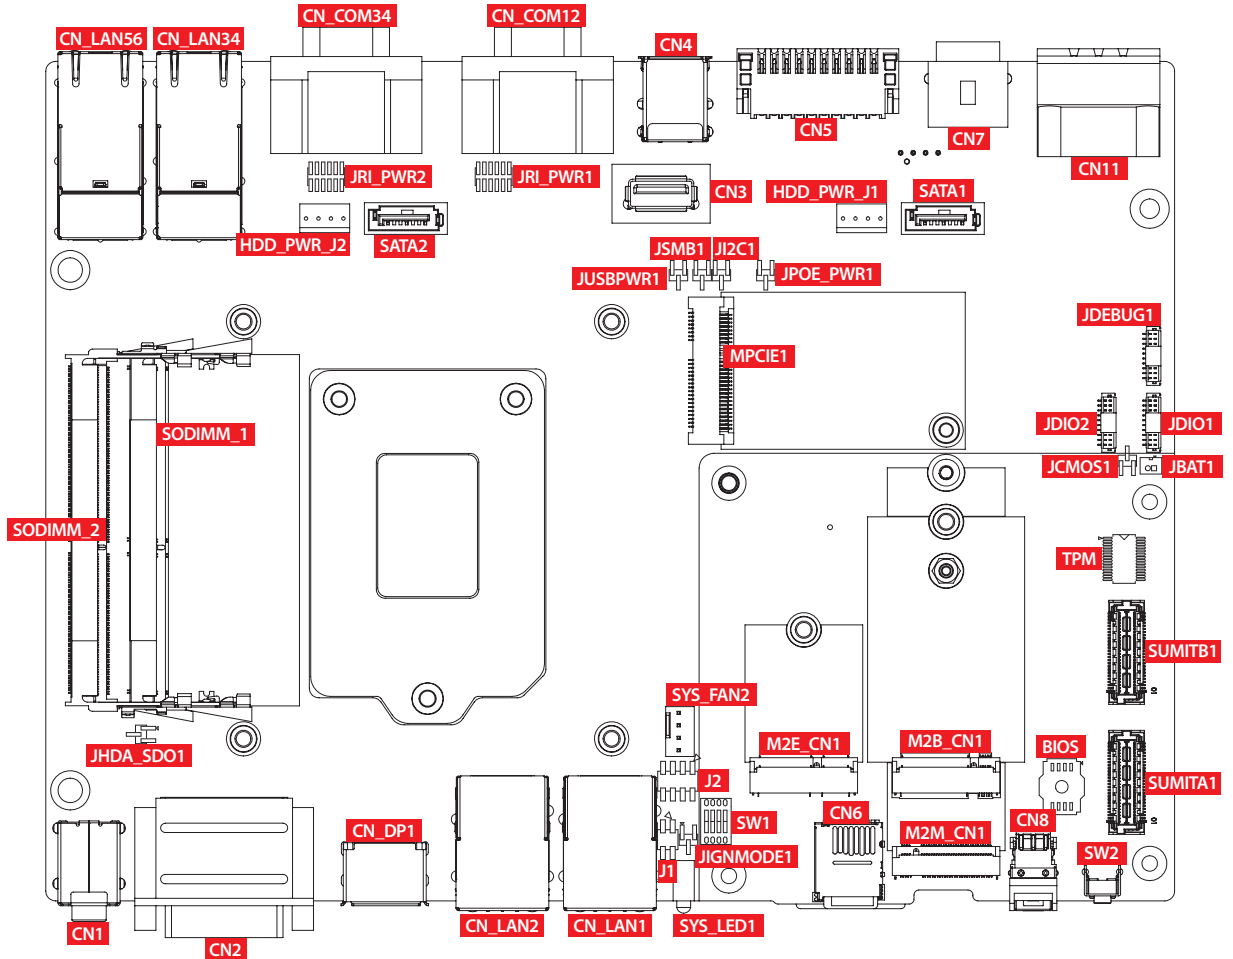 CN_COM34
CN_COM12
CN_LAN56
CN_LAN34
CN4
CN5
CN7
CN11
JRI_PWR2
JRI_PWR1
CN3
HDD_PWR_J1
SATA1
HDD_PWR_J2
SATA2
JSMB1
JI2C1
JUSBPWR1
JPOE_PWR1
JDEBUG1
MPCIE1
JDIO2
JDIO1
SODIMM_1
JCMOS1
JBAT1
SODIMM_2
TPM
SUMITB1
SYS_FAN2
M2E_CN1
M2B_CN1
BIOS
JHDA_SDO1
J2
SUMITA1
SW1
CN6
CN8
CN_DP1
M2M_CN1
JIGNMODE1
SW2
J1
CN1
CN_LAN2
CN_LAN1
SYS_LED1
CN2